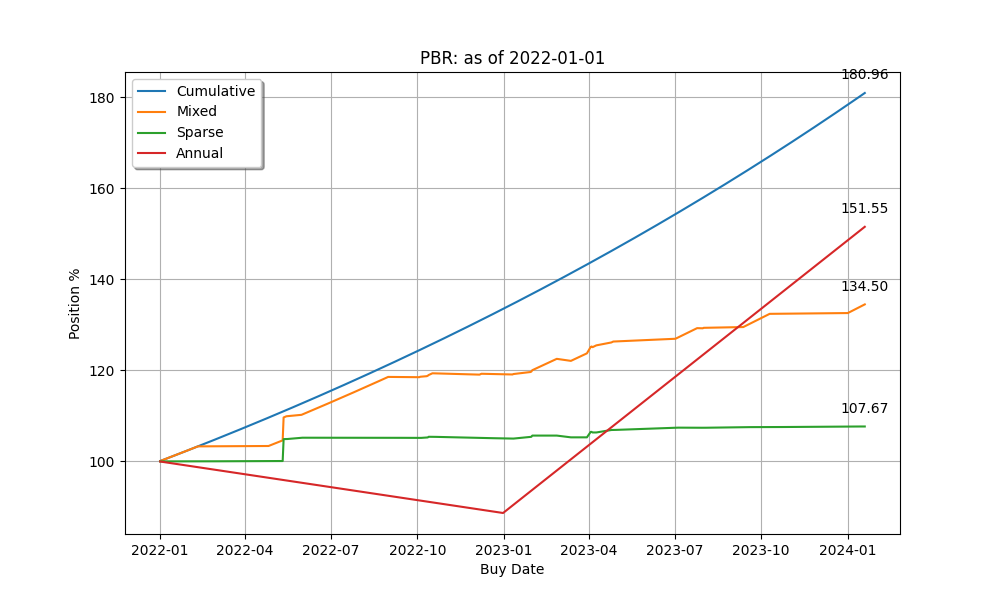 PBR: as of 2022-01-01
Cumulative
Mixed
Sparse
Annual
180.96
151.55
134.50
107.67
180
160
140
120
100
Position %
2022-01
2022-04
2022-07
2022-10
2023-01
2023-04
2023-07
2023-10
2024-01
Buy Date